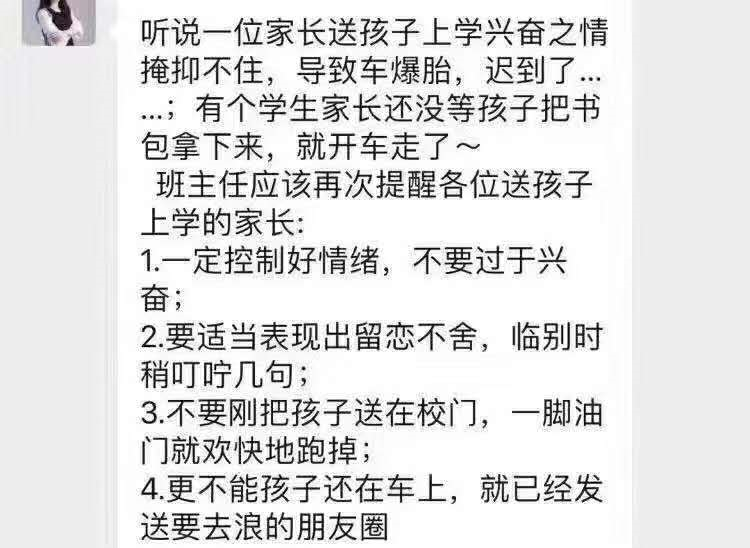 听说一位家长送孩子上学兴奋之情
掩抑不住，导致车爆胎，迟到了...
...；有个学生家长还没等孩子把书
包拿下来，就开车走了～
班主任应该再次提醒各位送孩子
上学的家长:
1.一定控制好情绪，不要过于兴
奋；
2.要适当表现出留恋不舍，临别时
稍叮咛几句；
3.不要刚把孩子送在校门，一脚油
门就欢快地跑掉；
4.更不能孩子还在车上，就已经发
送要去浪的朋友圈